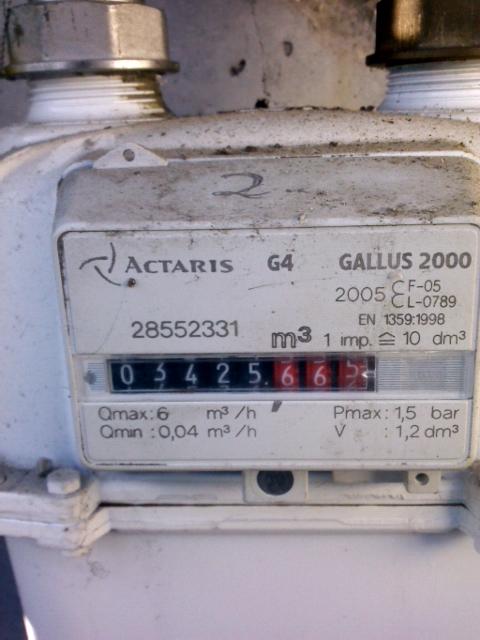 2
ACTARIS G4 GALLUS 2000
2005 CF-05
CL-0789
EN 1359:1998
28552331 m³ 1 imp. ≙ 10 dm³
0 3 4 2 5 6 6 5
Qmax: 6 m³/h Pmax: 1,5 bar
Qmin: 0,04 m³/h V : 1,2 dm³